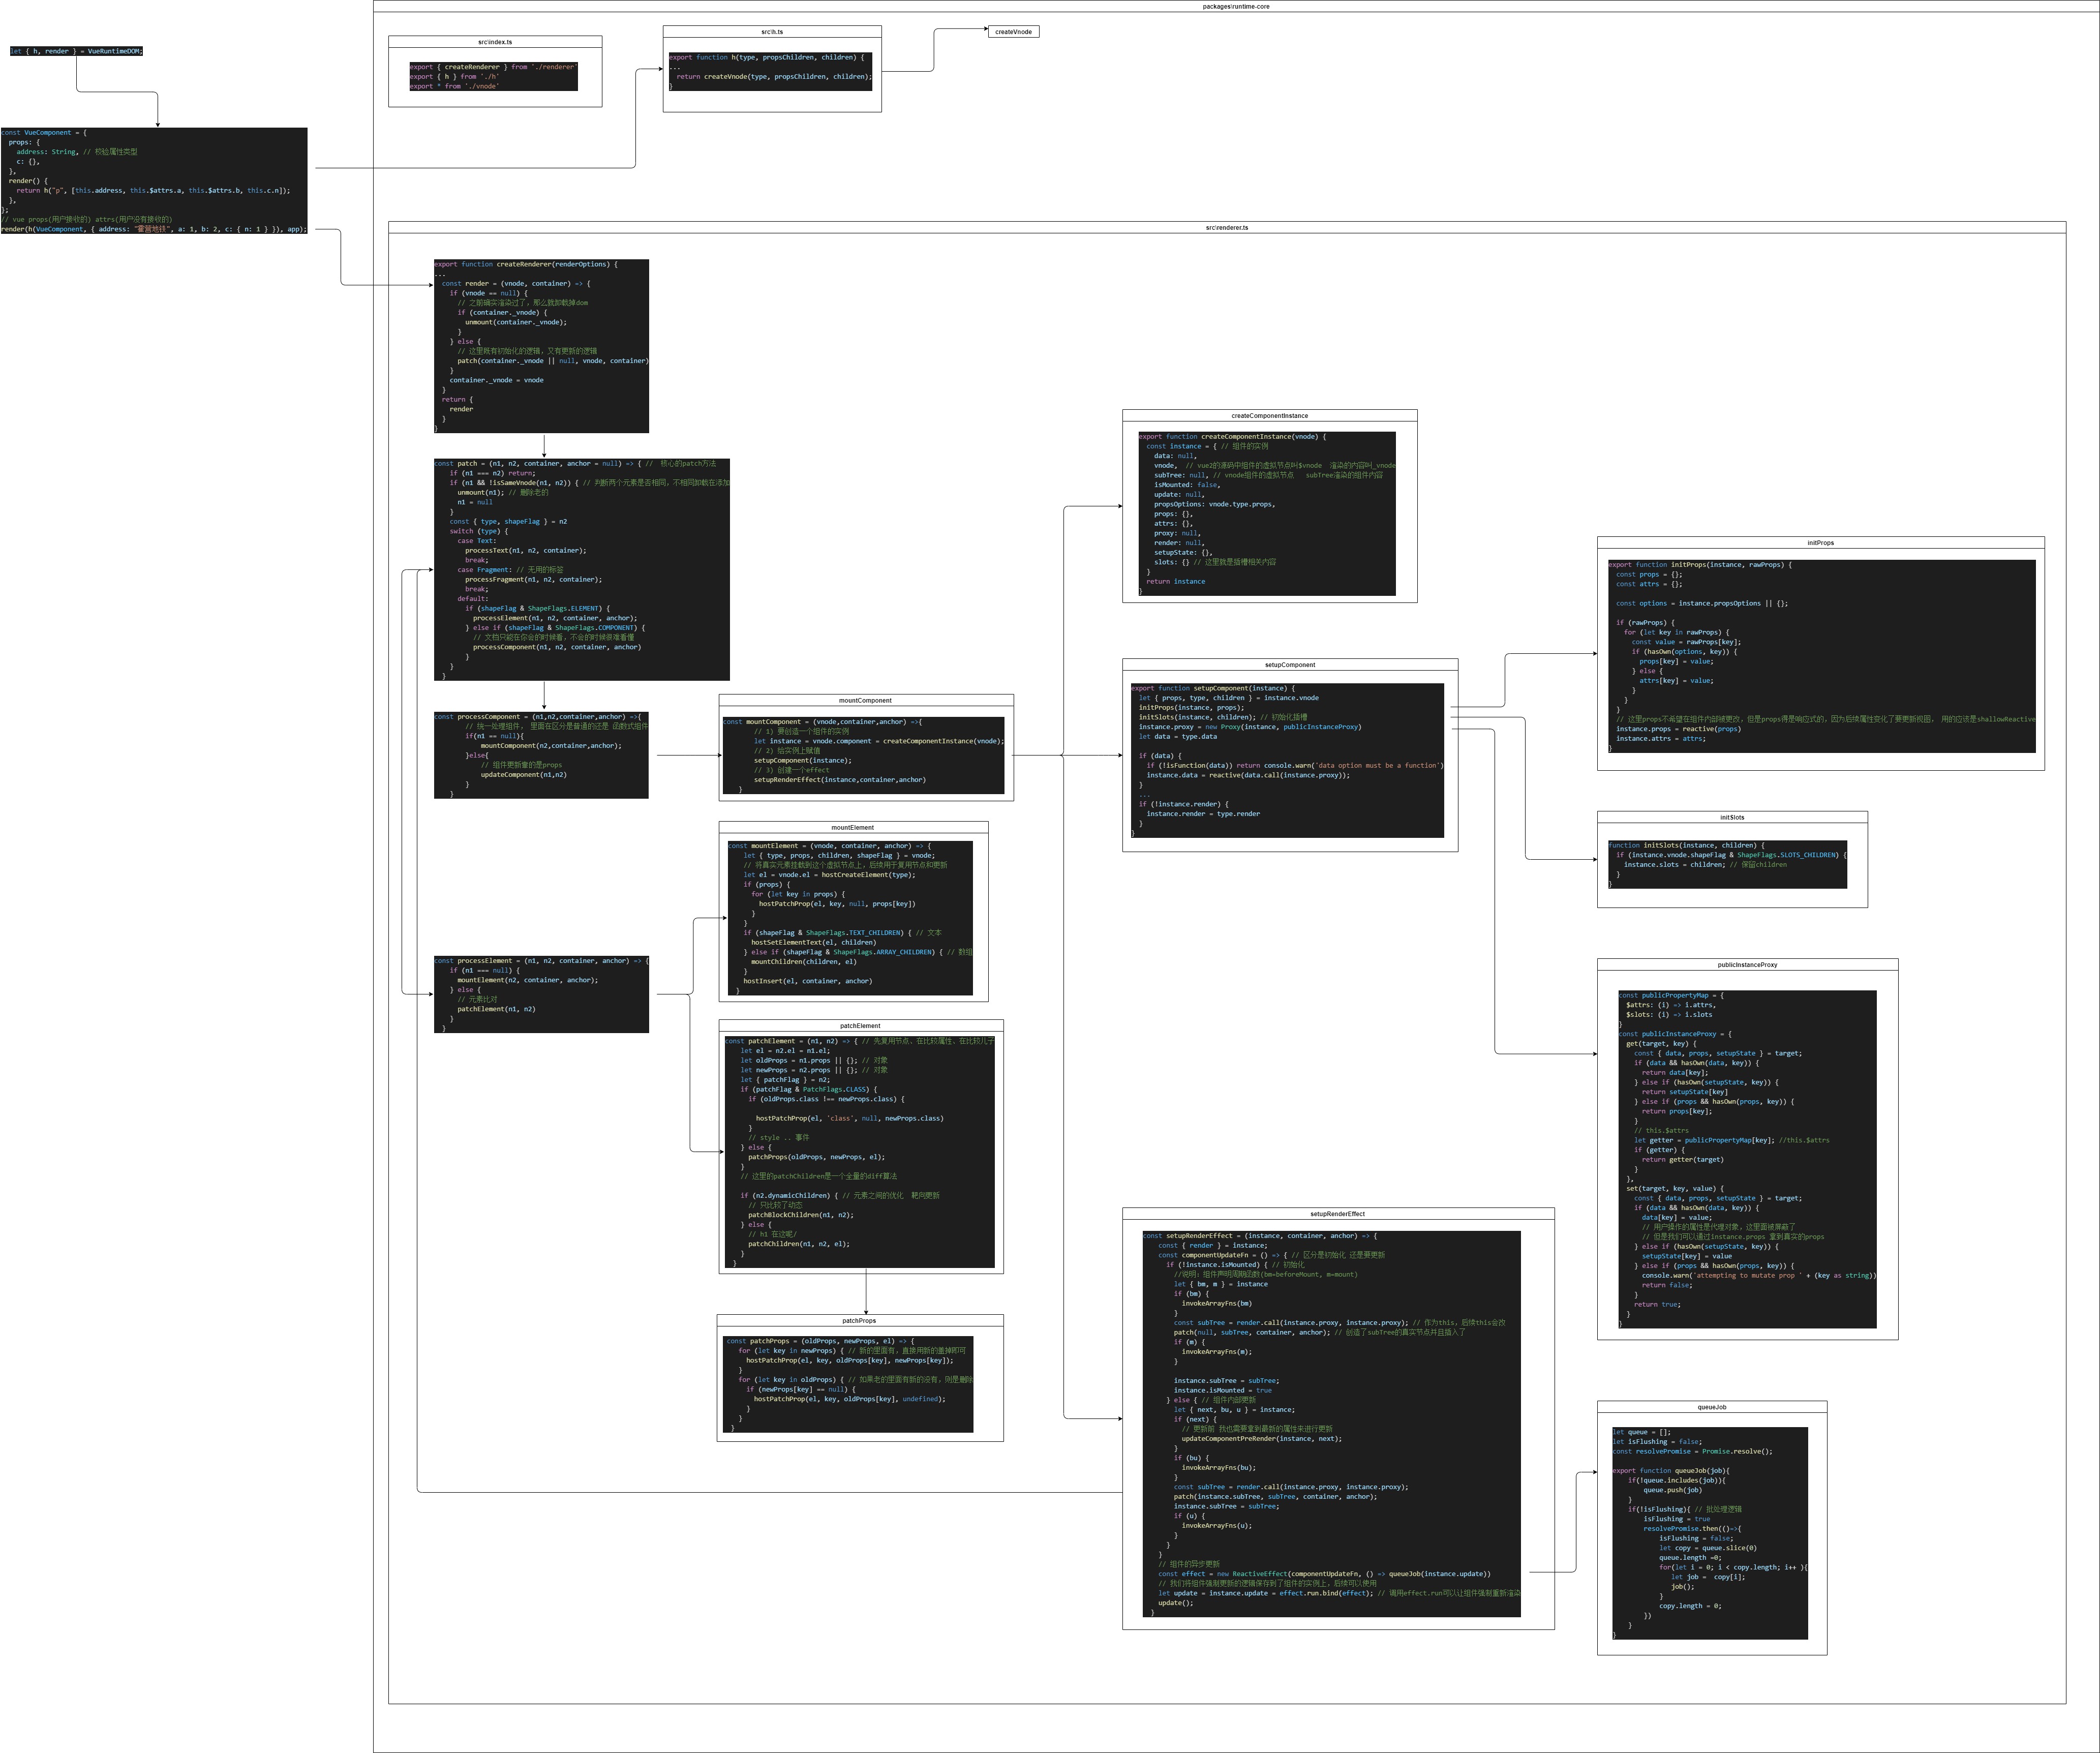 packages\runtime-core
let { h, render } = VueRuntimeDOM;
src\index.ts
export { createRenderer } from './renderer'
export { h } from './h'
export * from './vnode'
src\h.ts
export function h(type, propsChildren, children) {
...
return createVnode(type, propsChildren, children);
}
createVnode
const VueComponent = {
props: {
address: String, // 校验属性类型
c: {},
},
render() {
return h("p", [this.address, this.$attrs.a, this.$attrs.b, this.c.n]);
},
};
// vue props(用户接收的) attrs(用户没有接收的)
render(h(VueComponent, { address: "霍营地铁", a: 1, b: 2, c: { n: 1 } }), app);
src\renderer.ts
export function createRenderer(renderOptions) {
...
const render = (vnode, container) => {
if (vnode == null) {
// 之前确实渲染过了，那么就卸载掉dom
if (container._vnode) {
unmount(container._vnode);
}
} else {
// 这里既有初始化的逻辑，又有更新的逻辑
patch(container._vnode || null, vnode, container)
}
container._vnode = vnode
}
return {
render
}
}
const patch = (n1, n2, container, anchor = null) => { // 核心的patch方法
if (n1 === n2) return;
if (n1 && !isSameVnode(n1, n2)) { // 判断两个元素是否相同，不相同卸载在添加
unmount(n1); // 删除老的
n1 = null
}
const { type, shapeFlag } = n2
switch (type) {
case Text:
processText(n1, n2, container);
break;
case Fragment: // 无用的标签
processFragment(n1, n2, container);
break;
default:
if (shapeFlag & ShapeFlags.ELEMENT) {
processElement(n1, n2, container, anchor);
} else if (shapeFlag & ShapeFlags.COMPONENT) {
// 文档只能在你会的时候看，不会的时候很难看懂
processComponent(n1, n2, container, anchor)
}
}
}
const processComponent = (n1,n2,container,anchor) =>{
// 统一处理组件， 里面在区分是普通的还是 函数式组件
if(n1 == null){
mountComponent(n2,container,anchor);
}else{
// 组件更新靠的是props
updateComponent(n1,n2)
}
}
const processElement = (n1, n2, container, anchor) => {
if (n1 === null) {
mountElement(n2, container, anchor);
} else {
// 元素比对
patchElement(n1, n2)
}
}
mountComponent
const mountComponent = (vnode,container,anchor) =>{
// 1) 要创造一个组件的实例
let instance = vnode.component = createComponentInstance(vnode);
// 2) 给实例上赋值
setupComponent(instance);
// 3) 创建一个effect
setupRenderEffect(instance,container,anchor)
}
mountElement
const mountElement = (vnode, container, anchor) => {
let { type, props, children, shapeFlag } = vnode;
// 将真实元素挂载到这个虚拟节点上，后续用于复用节点和更新
let el = vnode.el = hostCreateElement(type);
if (props) {
for (let key in props) {
hostPatchProp(el, key, null, props[key])
}
}
if (shapeFlag & ShapeFlags.TEXT_CHILDREN) { // 文本
hostSetElementText(el, children)
} else if (shapeFlag & ShapeFlags.ARRAY_CHILDREN) { // 数组
mountChildren(children, el)
}
hostInsert(el, container, anchor)
}
patchElement
const patchElement = (n1, n2) => { // 先复用节点，在比较属性，在比较儿子
let el = n2.el = n1.el;
let oldProps = n1.props || {}; // 对象
let newProps = n2.props || {}; // 对象
let { patchFlag } = n2;
if (patchFlag & PatchFlags.CLASS) {
if (oldProps.class !== newProps.class) {
hostPatchProp(el, 'class', null, newProps.class)
}
// style .. 事件
} else {
patchProps(oldProps, newProps, el);
}
// 这里的patchChildren是一个全量的diff算法
if (n2.dynamicChildren) { // 元素之间的优化 靶向更新
// 只比较了动态
patchBlockChildren(n1, n2);
} else {
// h1 在这呢/
patchChildren(n1, n2, el);
}
}
patchProps
const patchProps = (oldProps, newProps, el) => {
for (let key in newProps) { // 新的里面有，直接用新的盖掉即可
hostPatchProp(el, key, oldProps[key], newProps[key]);
}
for (let key in oldProps) { // 如果老的里面有新的没有，则是删除
if (newProps[key] == null) {
hostPatchProp(el, key, oldProps[key], undefined);
}
}
}
createComponentInstance
export function createComponentInstance(vnode) {
const instance = { // 组件的实例
data: null,
vnode, // vue2的源码中组件的虚拟节点叫$vnode 渲染的内容叫_vnode
subTree: null, // vnode组件的虚拟节点 subTree渲染的组件内容
isMounted: false,
update: null,
propsOptions: vnode.type.props,
props: {},
attrs: {},
proxy: null,
render: null,
setupState: {},
slots: {} // 这里就是插槽相关内容
}
return instance
}
setupComponent
export function setupComponent(instance) {
let { props, type, children } = instance.vnode
initProps(instance, props);
initSlots(instance, children); // 初始化插槽
instance.proxy = new Proxy(instance, publicInstanceProxy)
let data = type.data
if (data) {
if (!isFunction(data)) return console.warn('data option must be a function')
instance.data = reactive(data.call(instance.proxy));
}
...
if (!instance.render) {
instance.render = type.render
}
}
setupRenderEffect
const setupRenderEffect = (instance, container, anchor) => {
const { render } = instance;
const componentUpdateFn = () => { // 区分是初始化 还是要更新
if (!instance.isMounted) { // 初始化
//说明：组件声明周期函数(bm=beforeMount, m=mount)
let { bm, m } = instance
if (bm) {
invokeArrayFns(bm)
}
const subTree = render.call(instance.proxy, instance.proxy); // 作为this，后续this会改
patch(null, subTree, container, anchor); // 创造了subTree的真实节点并且插入了
if (m) {
invokeArrayFns(m);
}
instance.subTree = subTree;
instance.isMounted = true
} else { // 组件内部更新
let { next, bu, u } = instance;
if (next) {
// 更新前 我也需要拿到最新的属性来进行更新
updateComponentPreRender(instance, next);
}
if (bu) {
invokeArrayFns(bu);
}
const subTree = render.call(instance.proxy, instance.proxy);
patch(instance.subTree, subTree, container, anchor);
instance.subTree = subTree;
if (u) {
invokeArrayFns(u);
}
}
}
// 组件的异步更新
const effect = new ReactiveEffect(componentUpdateFn, () => queueJob(instance.update))
// 我们将组件强制更新的逻辑保存到了组件的实例上，后续可以使用
let update = instance.update = effect.run.bind(effect); // 调用effect.run可以让组件强制重新渲染
update();
}
initProps
export function initProps(instance, rawProps) {
const props = {};
const attrs = {};
const options = instance.propsOptions || {};
if (rawProps) {
for (let key in rawProps) {
const value = rawProps[key];
if (hasOwn(options, key)) {
props[key] = value;
} else {
attrs[key] = value;
}
}
}
// 这里props不希望在组件内部被更改，但是props得是响应式的，因为后续属性变化了要更新视图， 用的应该是shallowReactive
instance.props = reactive(props)
instance.attrs = attrs;
}
initSlots
function initSlots(instance, children) {
if (instance.vnode.shapeFlag & ShapeFlags.SLOTS_CHILDREN) {
instance.slots = children; // 保留children
}
}
publicInstanceProxy
const publicPropertyMap = {
$attrs: (i) => i.attrs,
$slots: (i) => i.slots
}
const publicInstanceProxy = {
get(target, key) {
const { data, props, setupState } = target;
if (data && hasOwn(data, key)) {
return data[key];
} else if (hasOwn(setupState, key)) {
return setupState[key]
} else if (props && hasOwn(props, key)) {
return props[key];
}
// this.$attrs
let getter = publicPropertyMap[key]; //this.$attrs
if (getter) {
return getter(target)
}
},
set(target, key, value) {
const { data, props, setupState } = target;
if (data && hasOwn(data, key)) {
data[key] = value;
// 用户操作的属性是代理对象，这里面被屏蔽了
// 但是我们可以通过instance.props 拿到真实的props
} else if (hasOwn(setupState, key)) {
setupState[key] = value
} else if (props && hasOwn(props, key)) {
console.warn('attempting to mutate prop ' + (key as string))
return false;
}
return true;
}
}
queueJob
let queue = [];
let isFlushing = false;
const resolvePromise = Promise.resolve();
export function queueJob(job){
if(!queue.includes(job)){
queue.push(job)
}
if(!isFlushing){ // 批处理逻辑
isFlushing = true
resolvePromise.then(()=>{
isFlushing = false;
let copy = queue.slice(0)
queue.length =0;
for(let i = 0; i < copy.length; i++ ){
let job = copy[i];
job();
}
copy.length = 0;
})
}
}